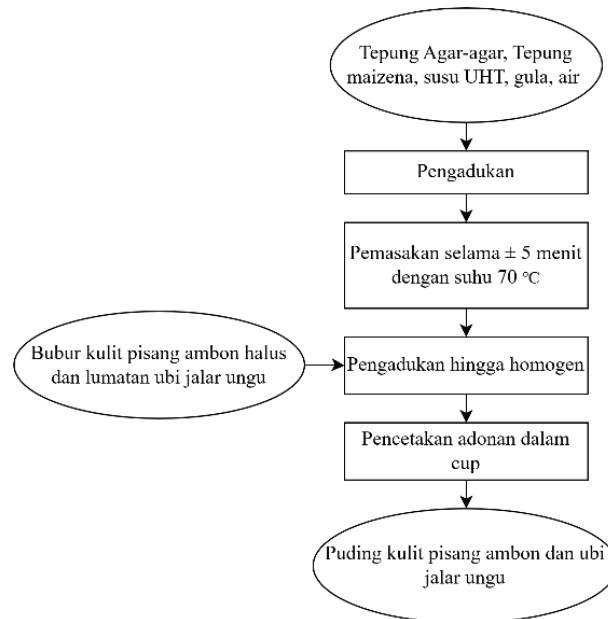 Tepung Agar-agar, Tepung
maizena, susu UHT, gula, air
Pengadukan
Pemasakan selama ± 5 menit
dengan suhu 70 °C
Bubur kulit pisang ambon halus
dan lumatan ubi jalar ungu
Pengadukan hingga homogen
Pencetakan adonan dalam
cup
Puding kulit pisang ambon dan ubi
jalar ungu